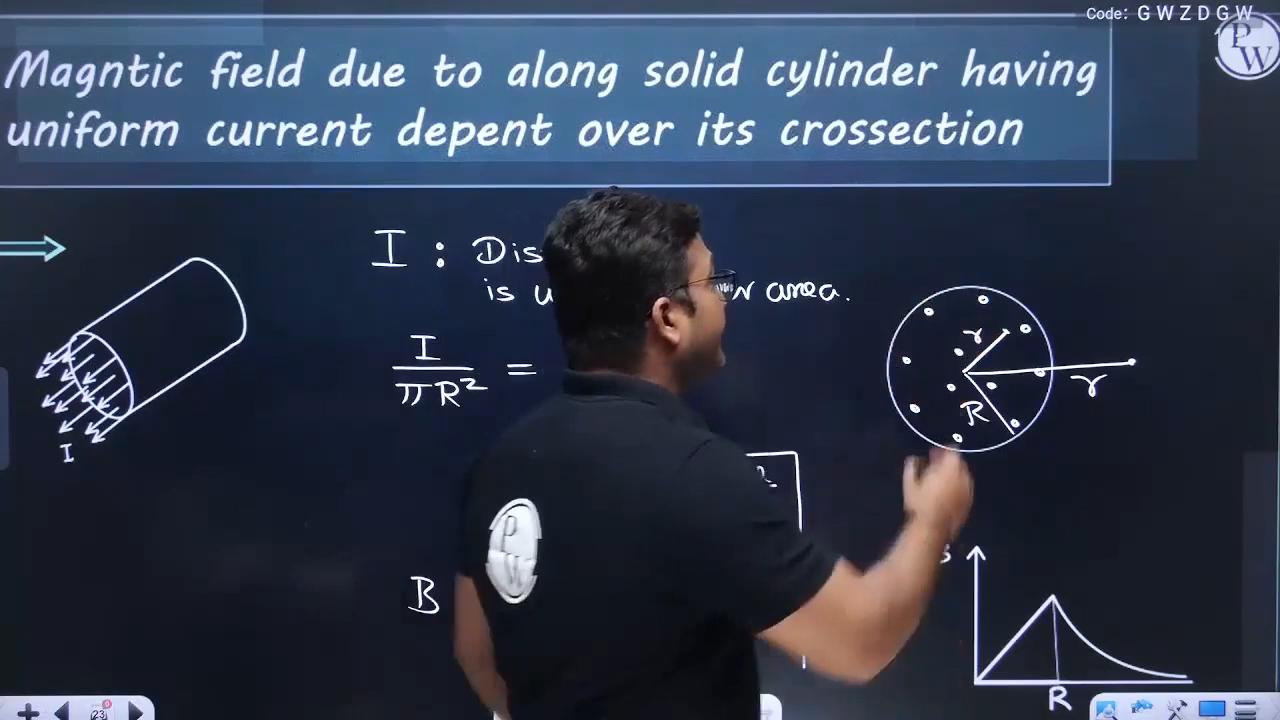 Code: G W Z D G W
P W
Magntic field due to along solid cylinder having
uniform current depent over its crossection
I : Dis
is area.
I
πR² =
I
r
r
R
P
W
B
R
23